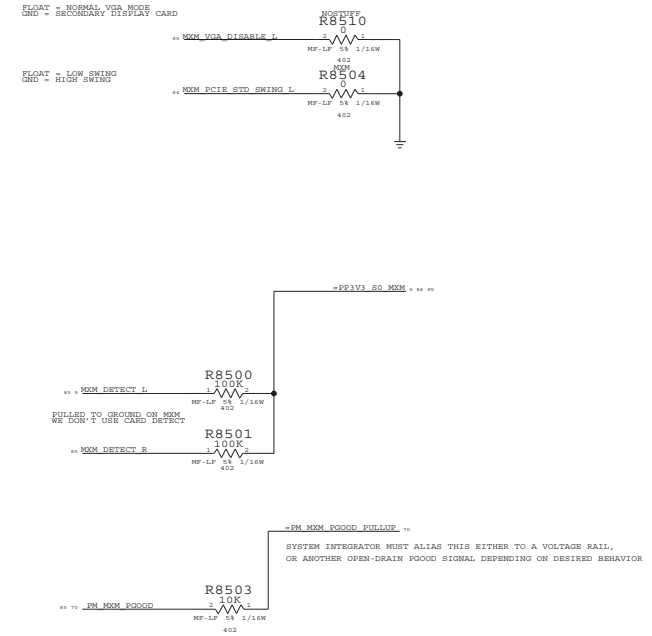 FLOAT = NORMAL VGA MODE
GND = SECONDARY DISPLAY CARD
NOSTUFF
R8510
0
85 MXM_VGA_DISABLE_L
2 1
MF-LF 5% 1/16W
402
FLOAT = LOW SWING
GND = HIGH SWING
MXM
R8504
0
84 MXM_PCIE_STD_SWING_L
2 1
MF-LF 5% 1/16W
402
=PP3V3_S0_MXM
R8500
100K
MXM_DETECT_L
1 2
MF-LF 5% 1/16W
402
PULLED TO GROUND ON MXM
WE DON'T USE CARD DETECT
R8501
100K
MXM_DETECT_R
1 2
MF-LF 5% 1/16W
402
=PM_MXM_PGOOD_PULLUP 70
SYSTEM INTEGRATOR MUST ALIAS THIS EITHER TO A VOLTAGE RAIL,
OR ANOTHER OPEN-DRAIN PGOOD SIGNAL DEPENDING ON DESIRED BEHAVIOR
R8503
10K
85 70 PM_MXM_PGOOD
2 1
MF-LF 5% 1/16W
402